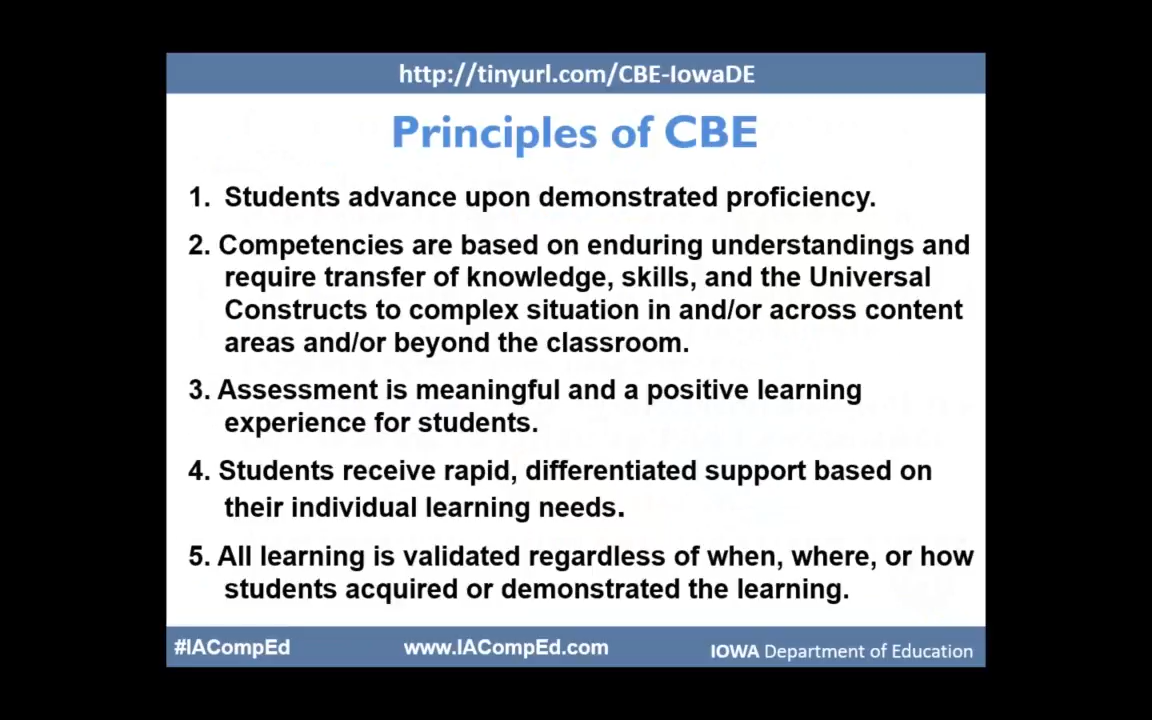 http://tinyurl.com/CBE-IowaDE
Principles of CBE
1. Students advance upon demonstrated proficiency.
2. Competencies are based on enduring understandings and
require transfer of knowledge, skills, and the Universal
Constructs to complex situation in and/or across content
areas and/or beyond the classroom.
3. Assessment is meaningful and a positive learning
experience for students.
4. Students receive rapid, differentiated support based on
their individual learning needs.
5. All learning is validated regardless of when, where, or how
students acquired or demonstrated the learning.
#IACompEd www.IACompEd.com IOWA Department of Education